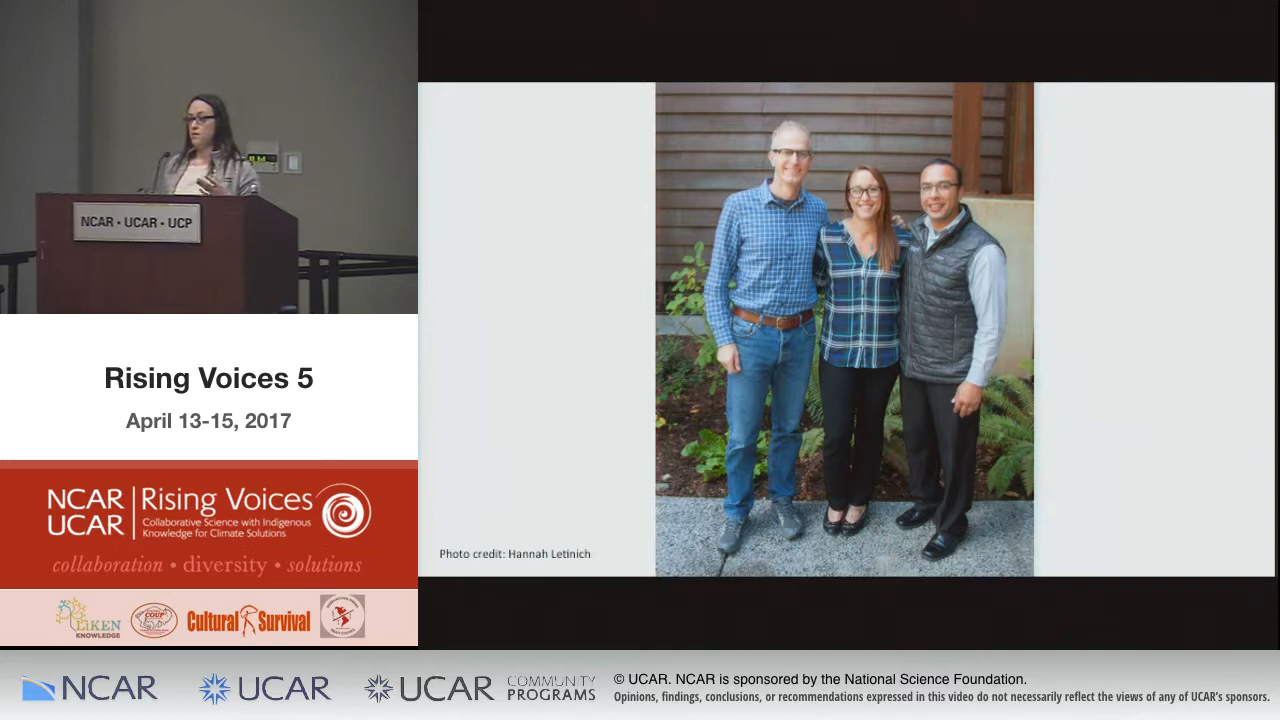 NCAR • UCAR • UCP
Rising Voices 5
April 13-15, 2017
NCAR
UCAR
Rising Voices
Collaborative Science with Indigenous
Knowledge for Climate Solutions
collaboration • diversity • solutions
LiKEN
KNOWLEDGE
COUP
Cultural Survival
Photo credit: Hannah Letinich
NCAR
UCAR
UCAR
COMMUNITY
PROGRAMS
© UCAR. NCAR is sponsored by the National Science Foundation.
Opinions, findings, conclusions, or recommendations expressed in this video do not necessarily reflect the views of any of UCAR's sponsors.